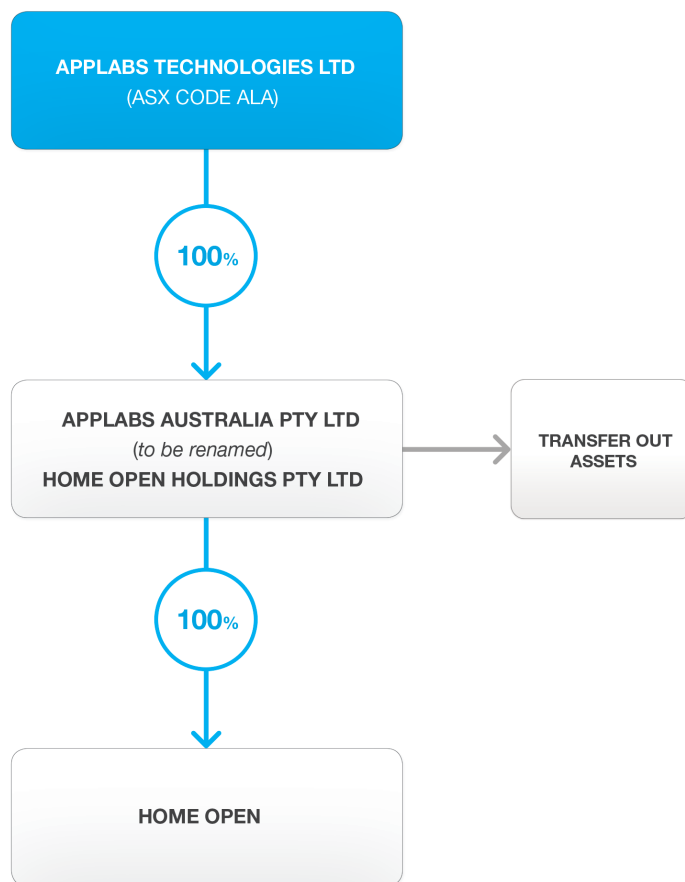 APPLABS TECHNOLOGIES LTD
(ASX CODE ALA)
100%
APPLABS AUSTRALIA PTY LTD
(to be renamed)
HOME OPEN HOLDINGS PTY LTD
TRANSFER OUT
ASSETS
100%
HOME OPEN